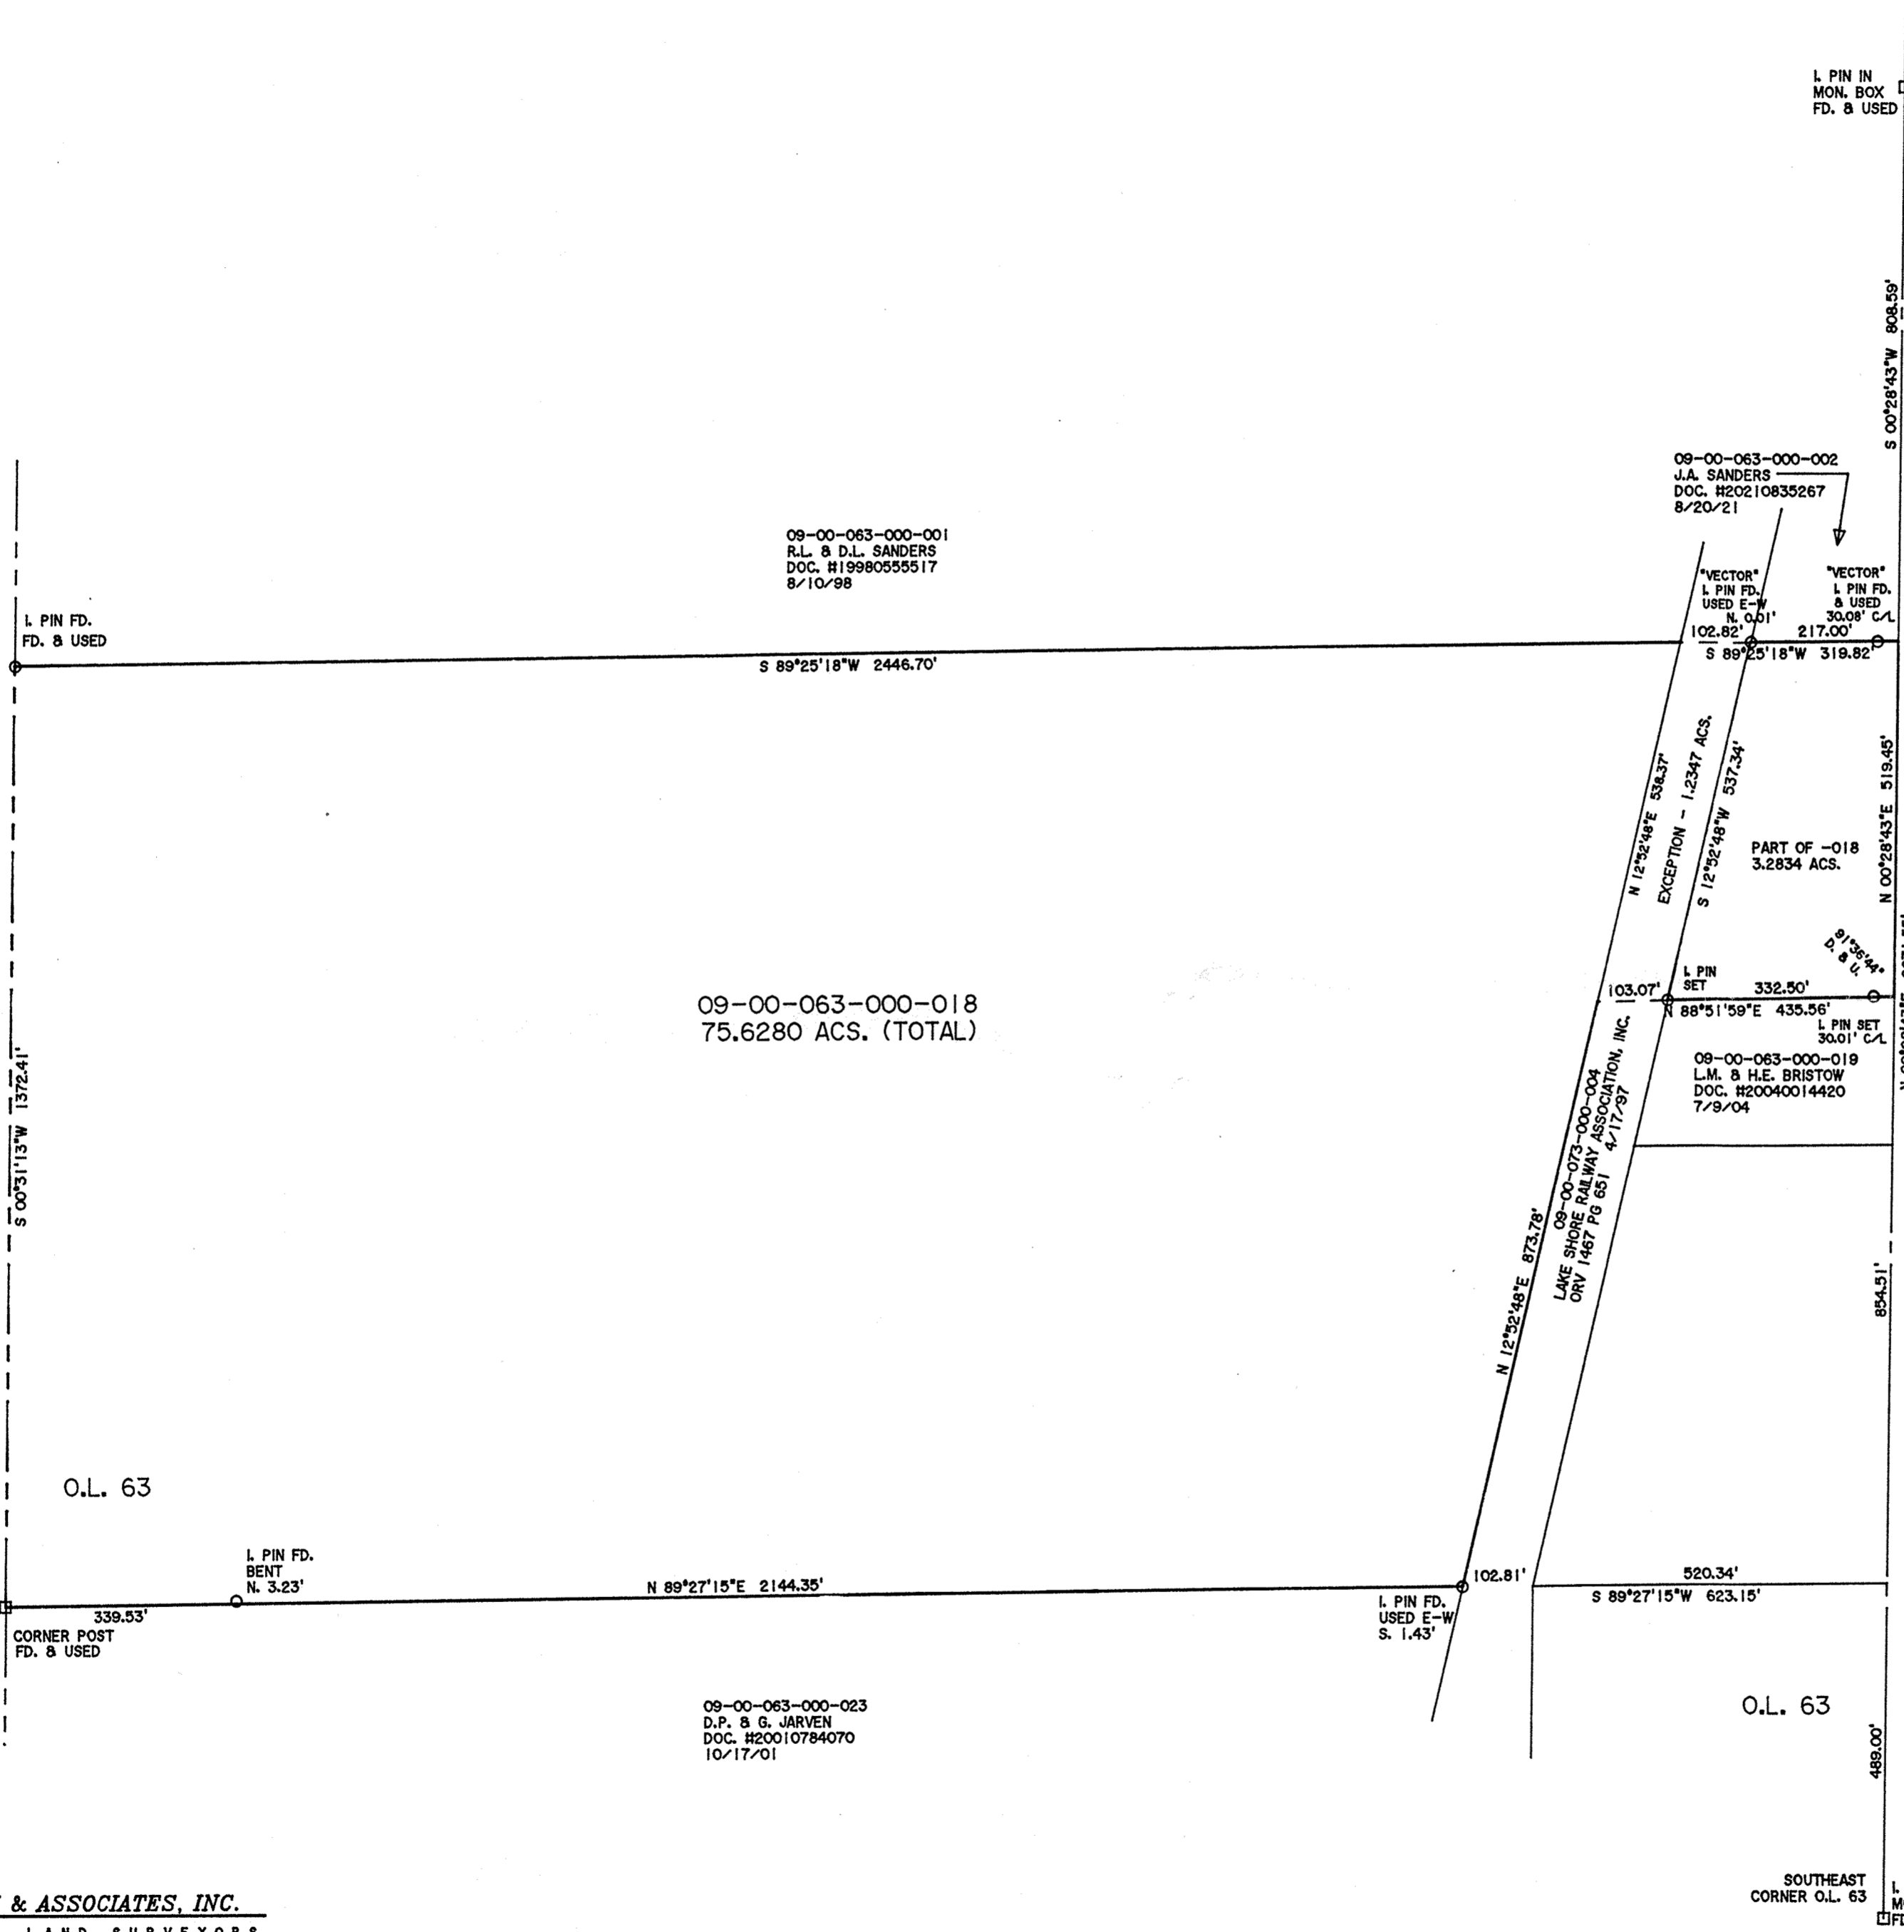 I. PIN IN
MON. BOX
FD. & USED
S 00°28'43"W 808.59'
09-00-063-000-002
J.A. SANDERS
DOC. #20210835267
8/20/21
09-00-063-000-001
R.L. & D.L. SANDERS
DOC. #19980555517
8/10/98
"VECTOR"
I. PIN FD.
USED E-W
N. 0.01'
"VECTOR"
I. PIN FD.
& USED
30.08' C/L
I. PIN FD.
FD. & USED
102.82'
217.00'
S 89°25'18"W 2446.70'
S 89°25'18"W 319.82'
N 12°52'48"E 538.37'
EXCEPTION - 1.2347 ACS.
S 12°52'48"W 537.34'
N 00°28'43"E 519.45'
PART OF -018
3.2834 ACS.
91°36'44"
D. & U.
I. PIN
SET
103.07'
332.50'
N 88°51'59"E 435.56'
I. PIN SET
30.01' C/L
09-00-063-000-018
75.6280 ACS. (TOTAL)
09-00-063-000-019
L.M. & H.E. BRISTOW
DOC. #20040014420
7/9/04
S 00°31'13"W 1372.41'
09-00-073-000-004
LAKE SHORE RAILWAY ASSOCIATION, INC.
ORV 1467 PG 651 4/17/97
N 12°52'48"E 873.78'
854.51'
O.L. 63
I. PIN FD.
BENT
N. 3.23'
N 89°27'15"E 2144.35'
102.81'
520.34'
S 89°27'15"W 623.15'
339.53'
I. PIN FD.
USED E-W
S. 1.43'
CORNER POST
FD. & USED
09-00-063-000-023
D.P. & G. JARVEN
DOC. #20010784070
10/17/01
O.L. 63
489.00'
SOUTHEAST
CORNER O.L. 63
& ASSOCIATES, INC.
LAND SURVEYORS